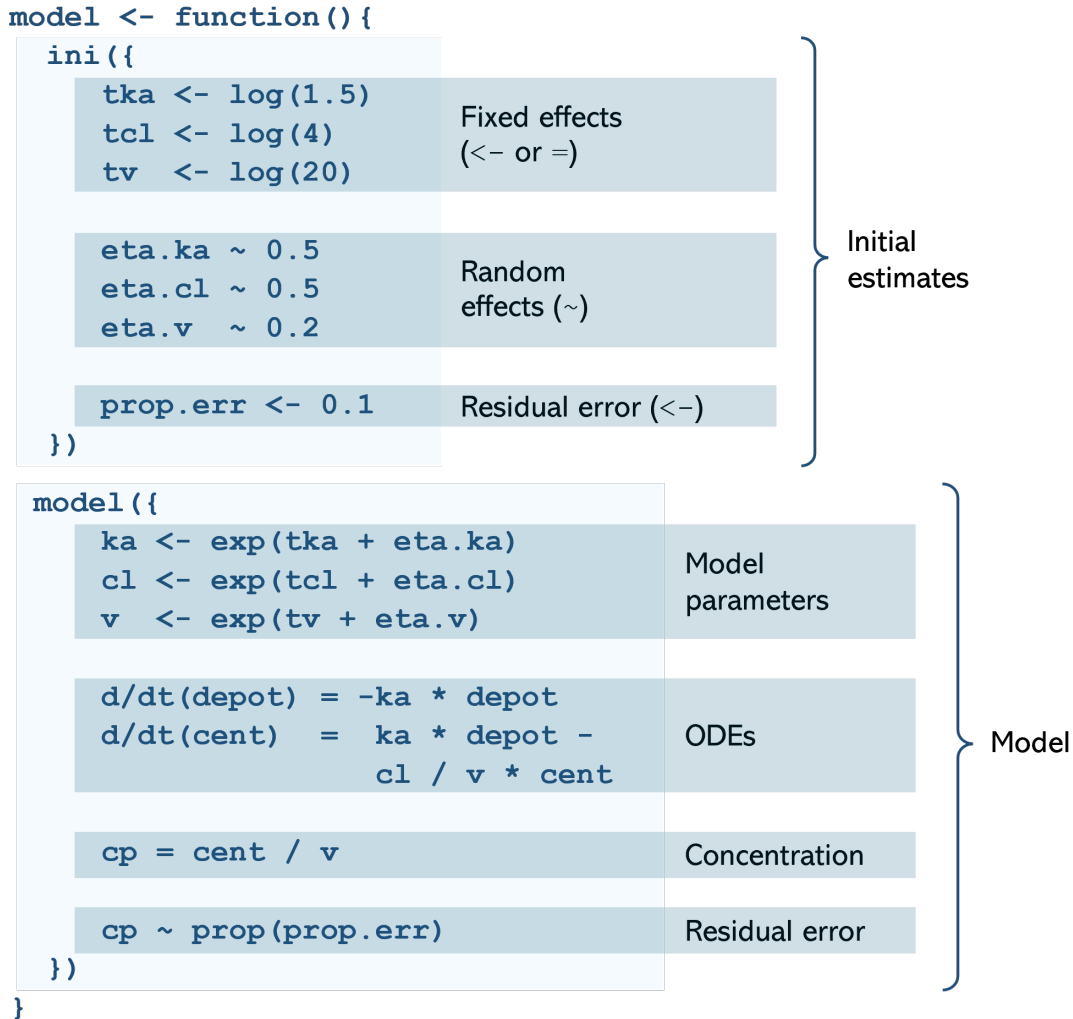 model <- function(){
ini({
tka <- log(1.5)
tcl <- log(4)
tv  <- log(20)
Fixed effects
(<- or =)
eta.ka ~ 0.5
eta.cl ~ 0.5
eta.v  ~ 0.2
Random
effects (~)
prop.err <- 0.1
Residual error (<-)
})
Initial
estimates
model({
ka <- exp(tka + eta.ka)
cl <- exp(tcl + eta.cl)
v  <- exp(tv + eta.v)
Model
parameters
d/dt(depot) = -ka * depot
d/dt(cent)  =  ka * depot -
cl / v * cent
ODEs
cp = cent / v
Concentration
cp ~ prop(prop.err)
Residual error
})
Model
}